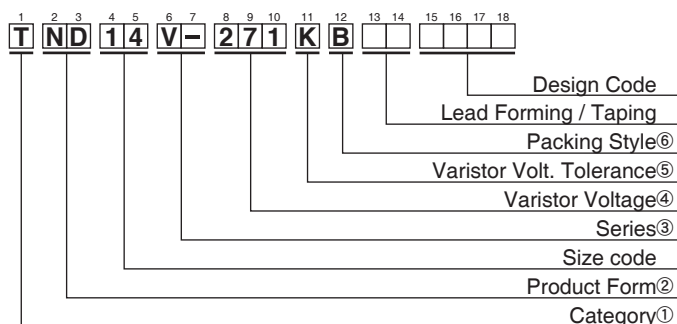 1 2 3 4 5 6 7 8 9 10 11 12 13 14 15 16 17 18
T N D 1 4 V - 2 7 1 K B
Design Code
Lead Forming / Taping
Packing Style⑥
Varistor Volt. Tolerance⑤
Varistor Voltage④
Series③
Size code
Product Form②
Category①